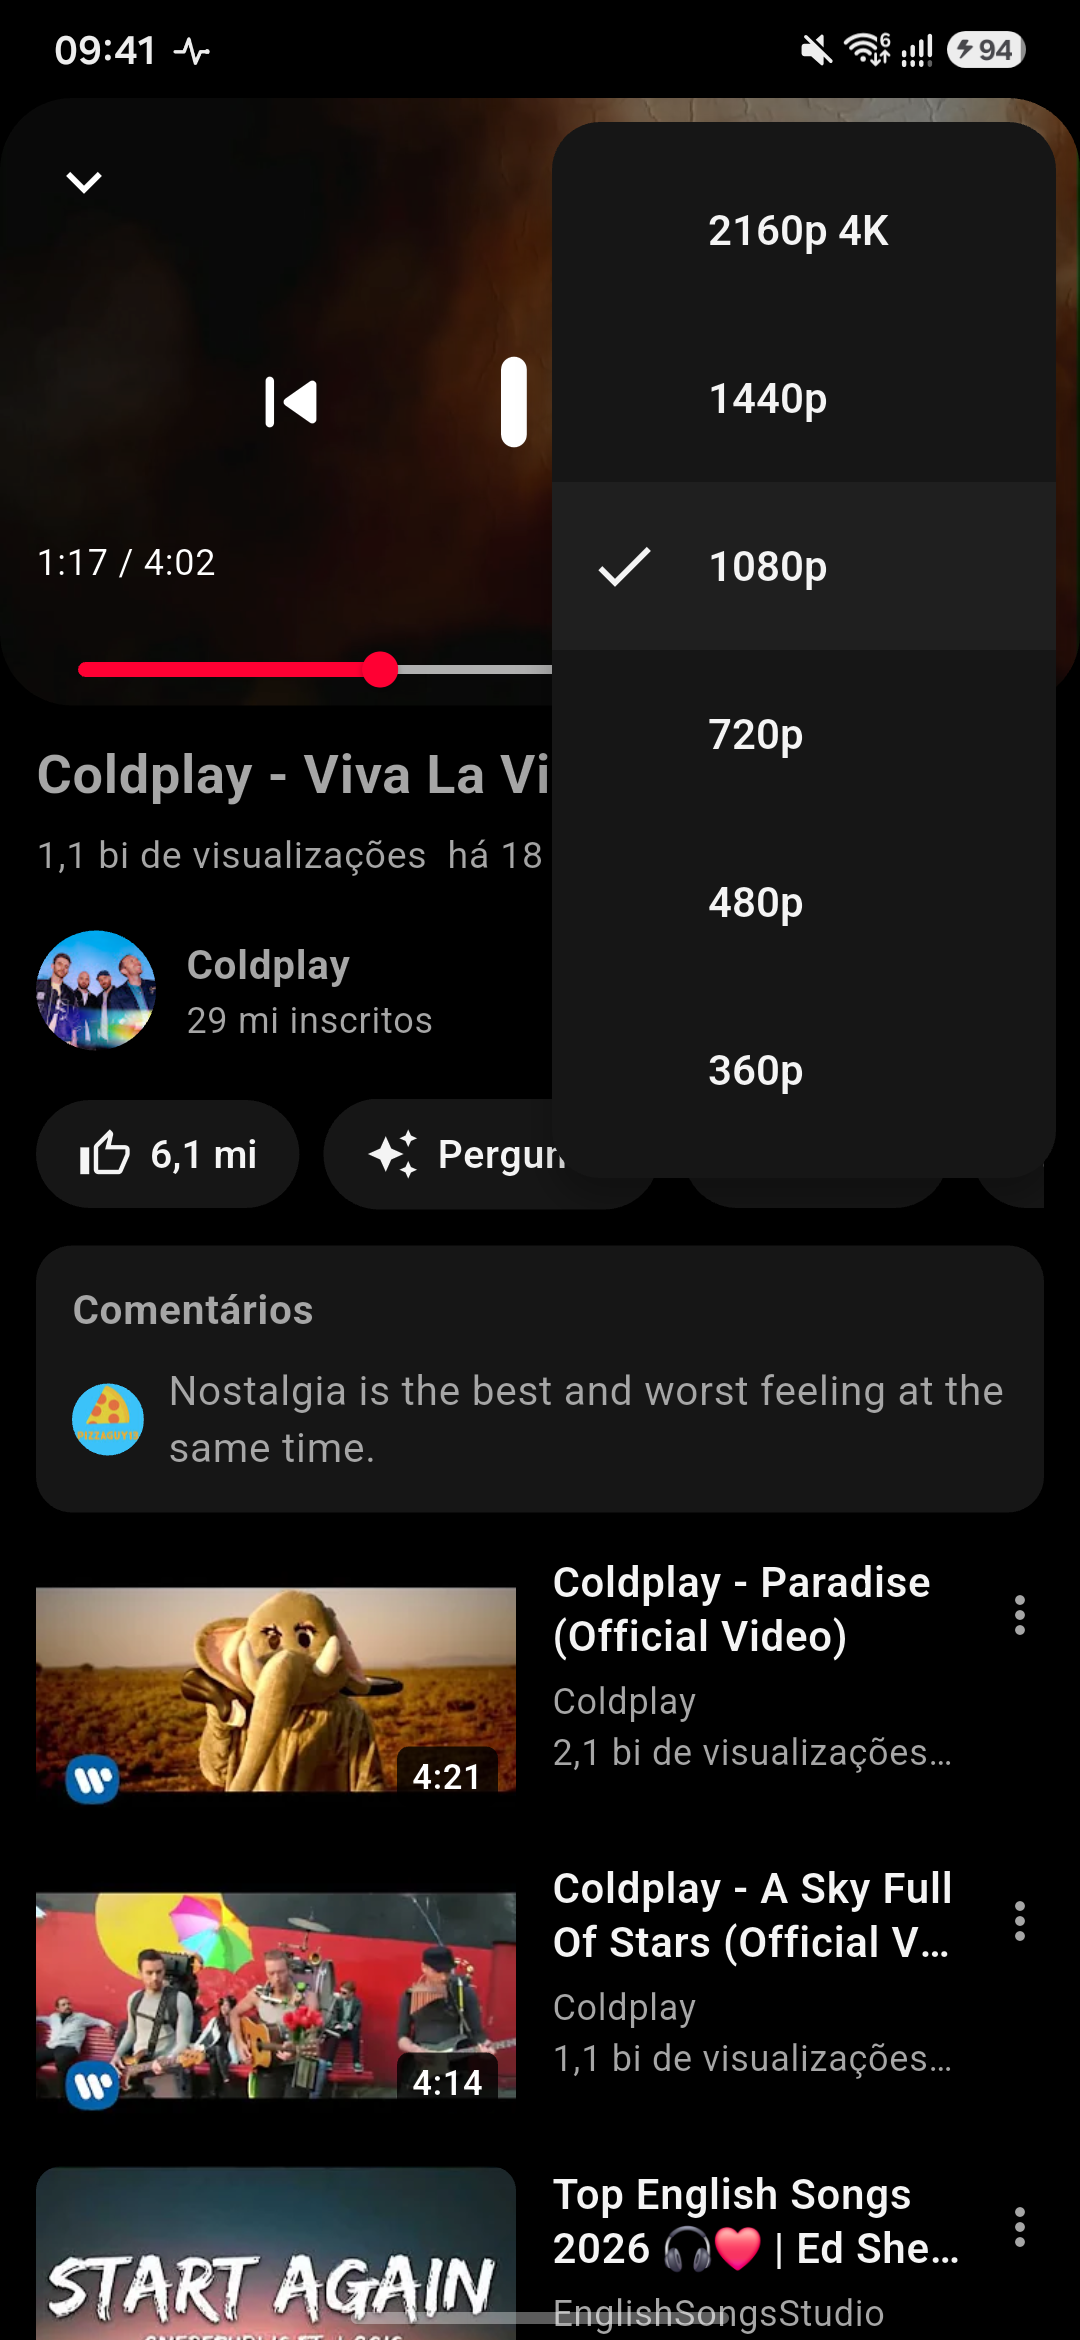 09:41
6
94
2160p 4K
1440p
1080p
720p
480p
360p
1:17 / 4:02
Coldplay - Viva La Vi
1,1 bi de visualizações há 18
Coldplay
29 mi inscritos
6,1 mi
Pergun
Comentários
PIZZAGUY15
Nostalgia is the best and worst feeling at the
same time.
Coldplay - Paradise
(Official Video)
Coldplay
2,1 bi de visualizações…
4:21
Coldplay - A Sky Full
Of Stars (Official V…
Coldplay
1,1 bi de visualizações…
4:14
START AGAIN
Top English Songs
2026 🎧❤️ | Ed She…
EnglishSongsStudio